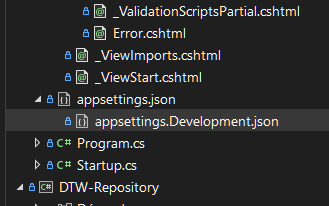 _ValidationScriptsPartial.cshtml
Error.cshtml
_ViewImports.cshtml
_ViewStart.cshtml
appsettings.json
appsettings.Development.json
C# Program.cs
C# Startup.cs
DTW-Repository